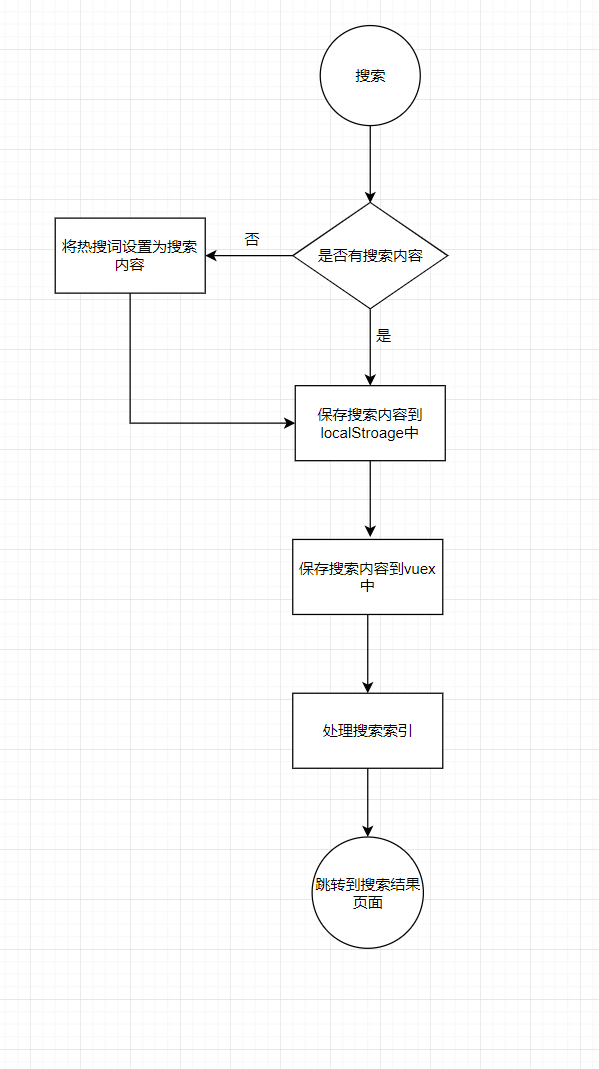 搜索
是否有搜索内容
否
将热搜词设置为搜索
内容
是
保存搜索内容到
localStroage中
保存搜索内容到vuex
中
处理搜索索引
跳转到搜索结果
页面